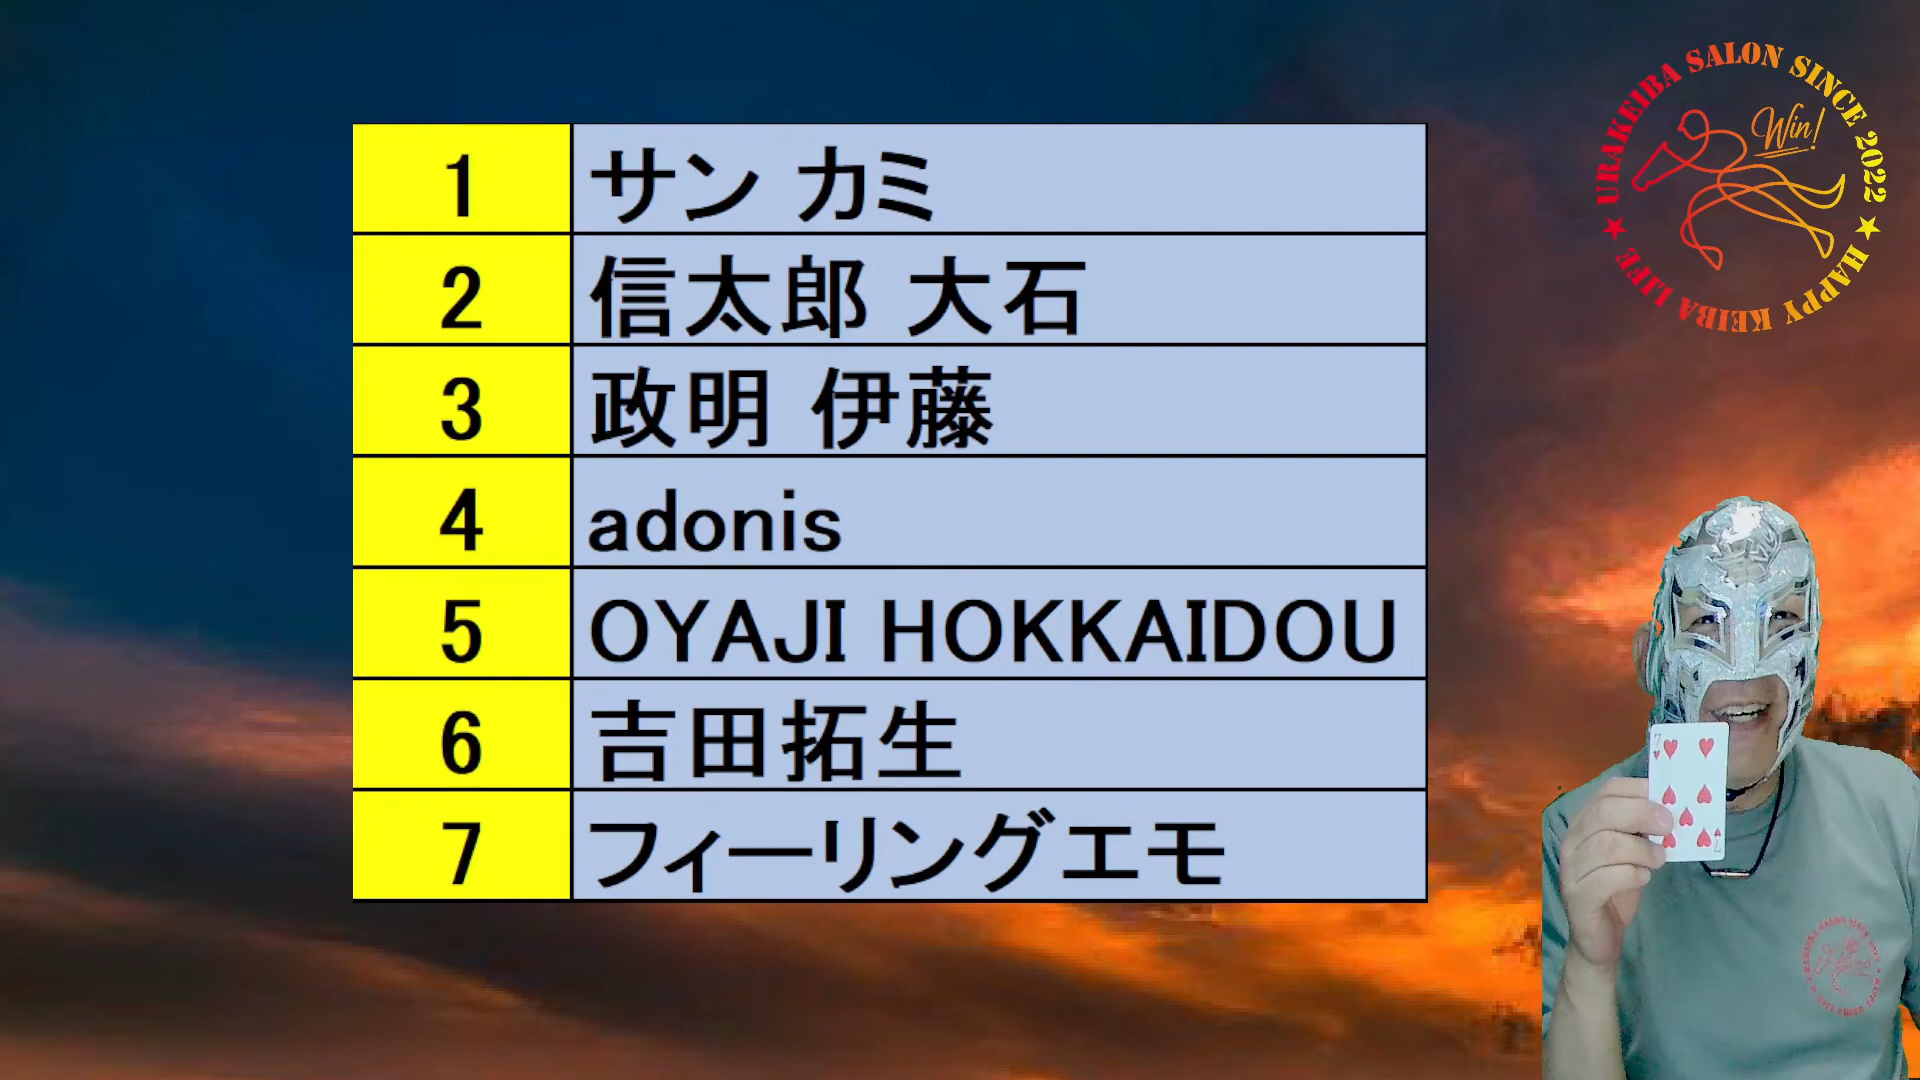 1 サン カミ
2 信太郎 大石
3 政明 伊藤
4 adonis
5 OYAJI HOKKAIDOU
6 吉田拓生
7 フィーリングエモ
URAKEIBA SALON SINCE 2022 ★ HAPPY KEIBA LIFE ★
Win!
7
7